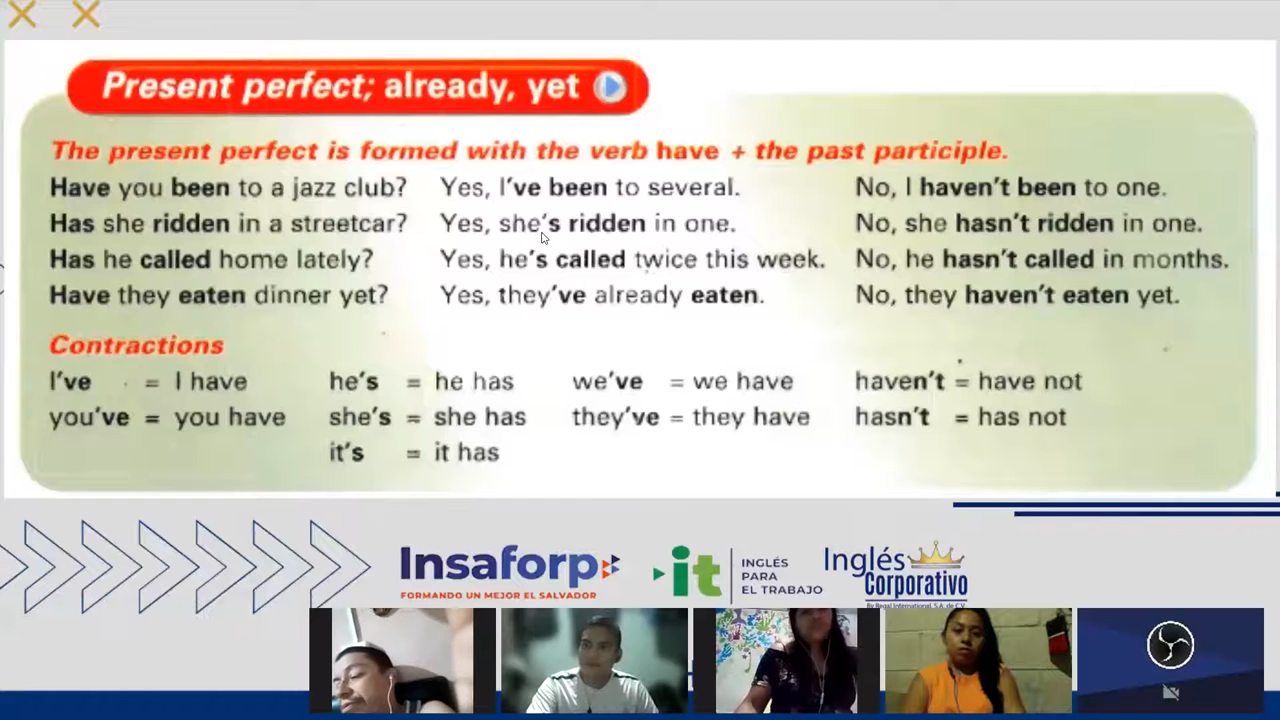 Present perfect; already, yet
The present perfect is formed with the verb have + the past participle.
Have you been to a jazz club? Yes, I've been to several. No, I haven't been to one.
Has she ridden in a streetcar? Yes, she's ridden in one. No, she hasn't ridden in one.
Has he called home lately? Yes, he's called twice this week. No, he hasn't called in months.
Have they eaten dinner yet? Yes, they've already eaten. No, they haven't eaten yet.
Contractions
I've = I have he's = he has we've = we have haven't = have not
you've = you have she's = she has they've = they have hasn't = has not
it's = it has
Insaforp
FORMANDO UN MEJOR EL SALVADOR
it
INGLÉS
PARA
EL TRABAJO
Inglés
Corporativo
By Regal International, S.A. de C.V.